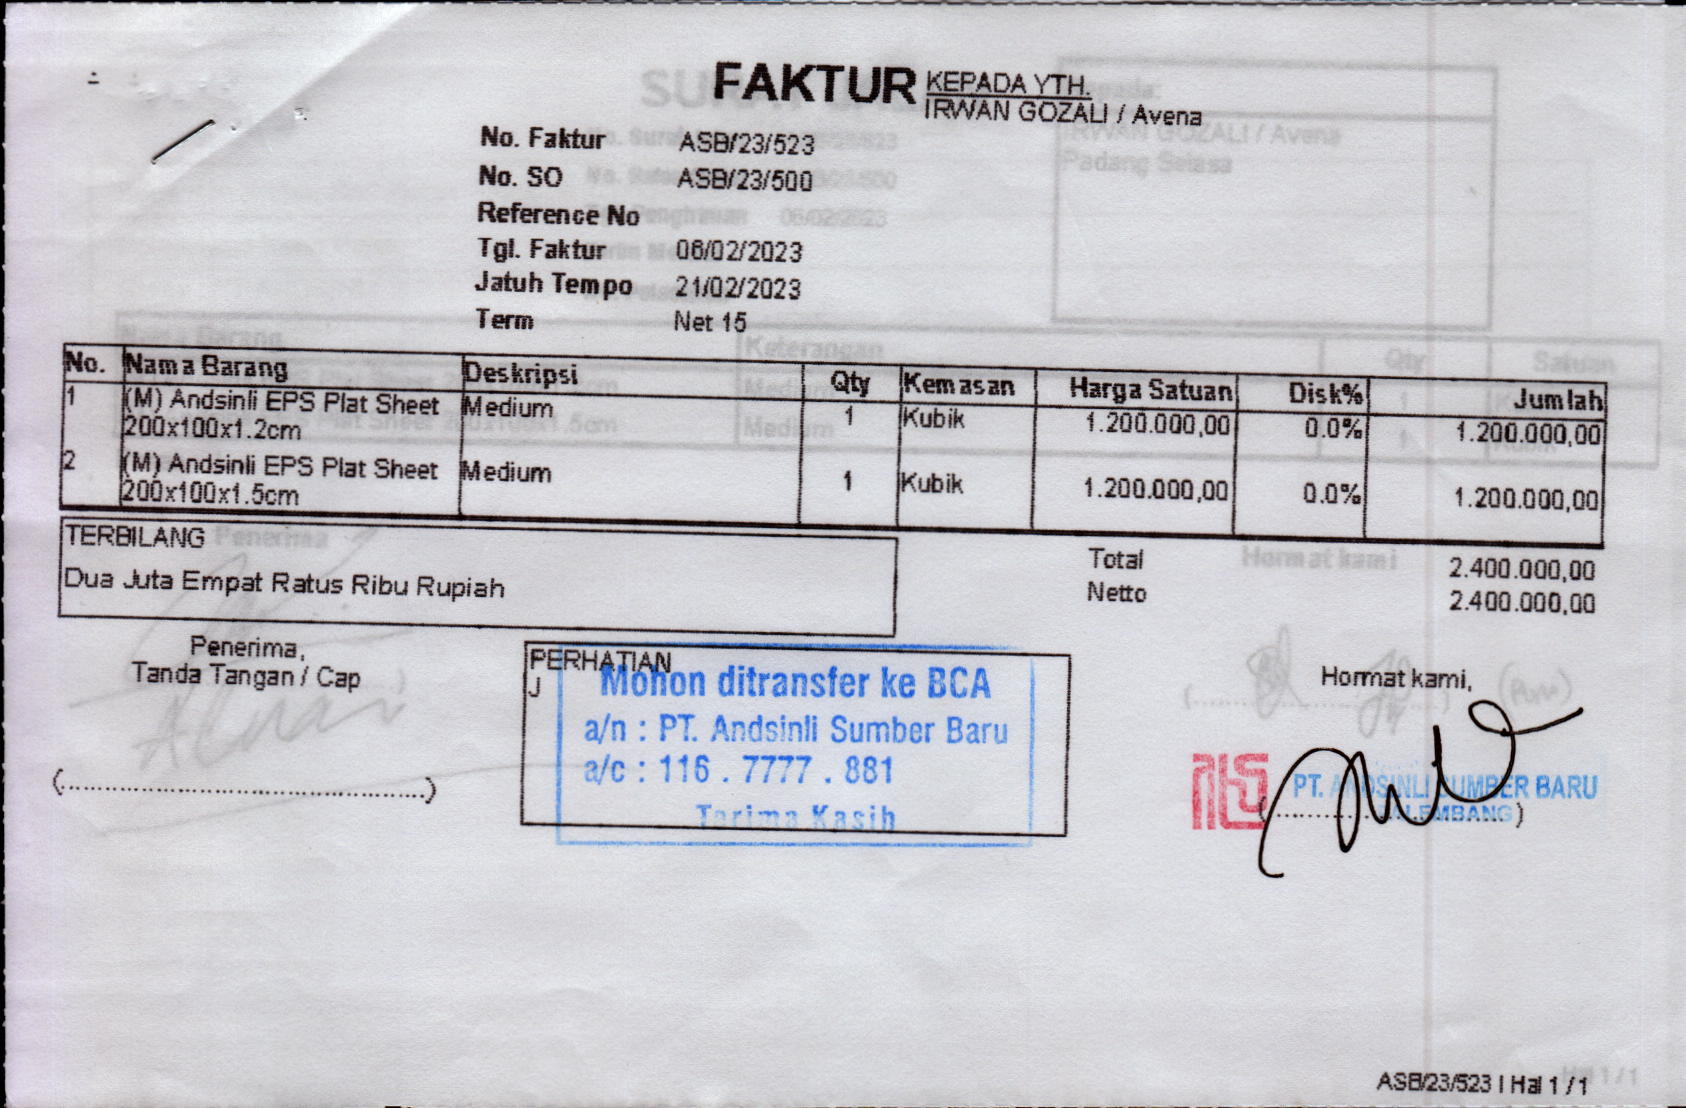 FAKTUR
KEPADA YTH.
IRWAN GOZALI / Avena
No. Faktur ASB/23/523
No. SO ASB/23/500
Reference No
Tgl. Faktur 06/02/2023
Jatuh Tempo 21/02/2023
Term Net 15
No. Nama Barang Deskripsi Qty Kemasan Harga Satuan Disk% Jumlah
1 (M) Andsinli EPS Plat Sheet Medium 1 Kubik 1.200.000,00 0.0% 1.200.000,00
200x100x1.2cm
2 (M) Andsinli EPS Plat Sheet Medium 1 Kubik 1.200.000,00 0.0% 1.200.000,00
200x100x1.5cm
TERBILANG
Dua Juta Empat Ratus Ribu Rupiah
Total 2.400.000,00
Netto 2.400.000,00
Penerima,
Tanda Tangan / Cap
(..........................................)
PERHATIAN
J
Mohon ditransfer ke BCA
a/n : PT. Andsinli Sumber Baru
a/c : 116 . 7777 . 881
Tarima Kasih
Hormat kami,
PT. ANDSINLI SUMBER BARU
PALEMBANG
ASB/23/523 | Hal 1 / 1